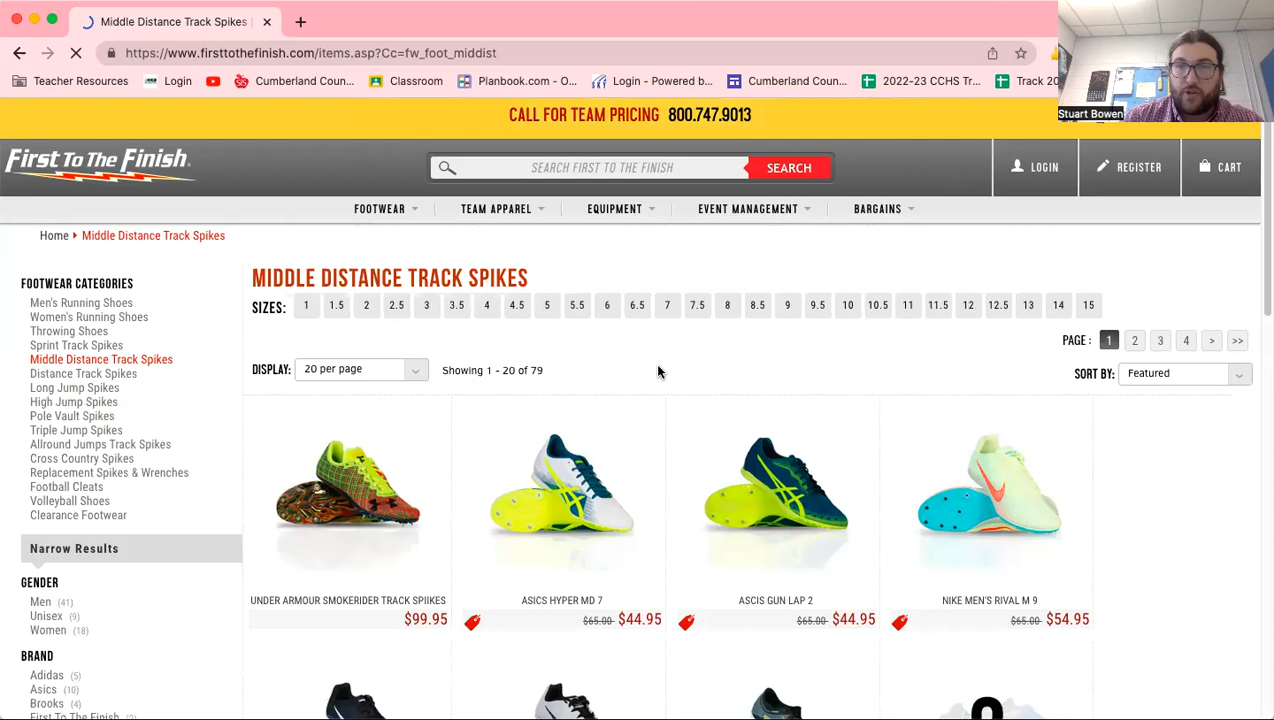 Middle Distance Track Spikes
https://www.firsttothefinish.com/items.asp?Cc=fw_foot_middist
Teacher Resources
Login
Cumberland Coun...
Classroom
Planbook.com - O...
Login - Powered b...
Cumberland Coun...
2022-23 CCHS Tr...
Track 20
Stuart Bowen
CALL FOR TEAM PRICING 800.747.9013
FIRST TO THE FINISH
SEARCH FIRST TO THE FINISH
SEARCH
LOGIN
REGISTER
CART
FOOTWEAR
TEAM APPAREL
EQUIPMENT
EVENT MANAGEMENT
BARGAINS
Home
Middle Distance Track Spikes
FOOTWEAR CATEGORIES
Men's Running Shoes
Women's Running Shoes
Throwing Shoes
Sprint Track Spikes
Middle Distance Track Spikes
Distance Track Spikes
Long Jump Spikes
High Jump Spikes
Pole Vault Spikes
Triple Jump Spikes
Allround Jumps Track Spikes
Cross Country Spikes
Replacement Spikes & Wrenches
Football Cleats
Volleyball Shoes
Clearance Footwear
Narrow Results
GENDER
Men (41)
Unisex (9)
Women (18)
BRAND
Adidas (5)
Asics (10)
Brooks (4)
First To The Finish (2)
MIDDLE DISTANCE TRACK SPIKES
SIZES: 1 1.5 2 2.5 3 3.5 4 4.5 5 5.5 6 6.5 7 7.5 8 8.5 9 9.5 10 10.5 11 11.5 12 12.5 13 14 15
PAGE : 1 2 3 4 > >>
DISPLAY: 20 per page
Showing 1 - 20 of 79
SORT BY: Featured
UNDER ARMOUR SMOKERIDER TRACK SPIIKES
$99.95
ASICS HYPER MD 7
$65.00 $44.95
ASCIS GUN LAP 2
$65.00 $44.95
NIKE MEN'S RIVAL M 9
$65.00 $54.95